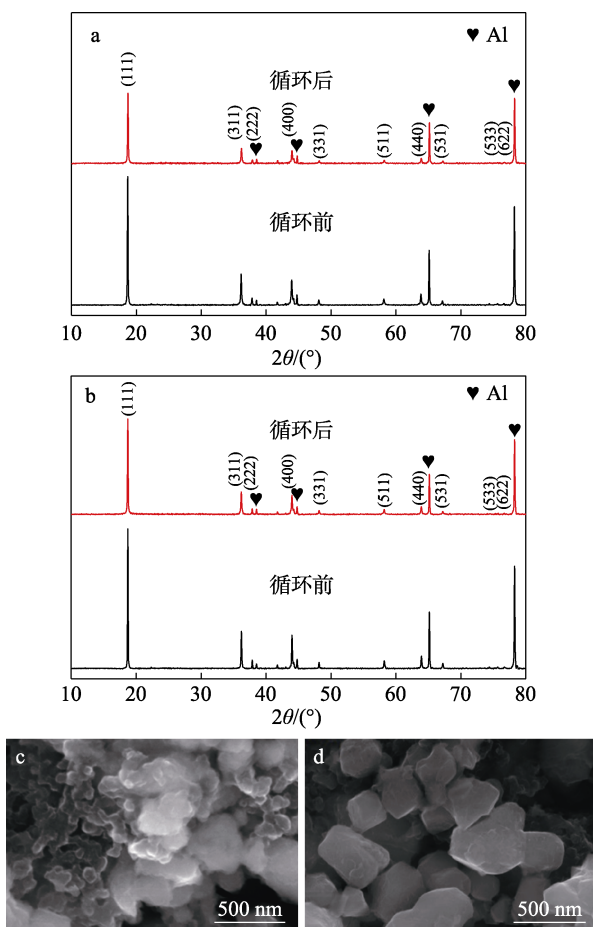 a
♥ Al
循环后
(111)
(311)
(222)
(400)
(331)
(511)
(440)
(531)
(533)
(622)
循环前
10 20 30 40 50 60 70 80
2θ/(°)
b
♥ Al
循环后
(111)
(311)
(222)
(400)
(331)
(511)
(440)
(531)
(533)
(622)
循环前
10 20 30 40 50 60 70 80
2θ/(°)
c
500 nm
d
500 nm